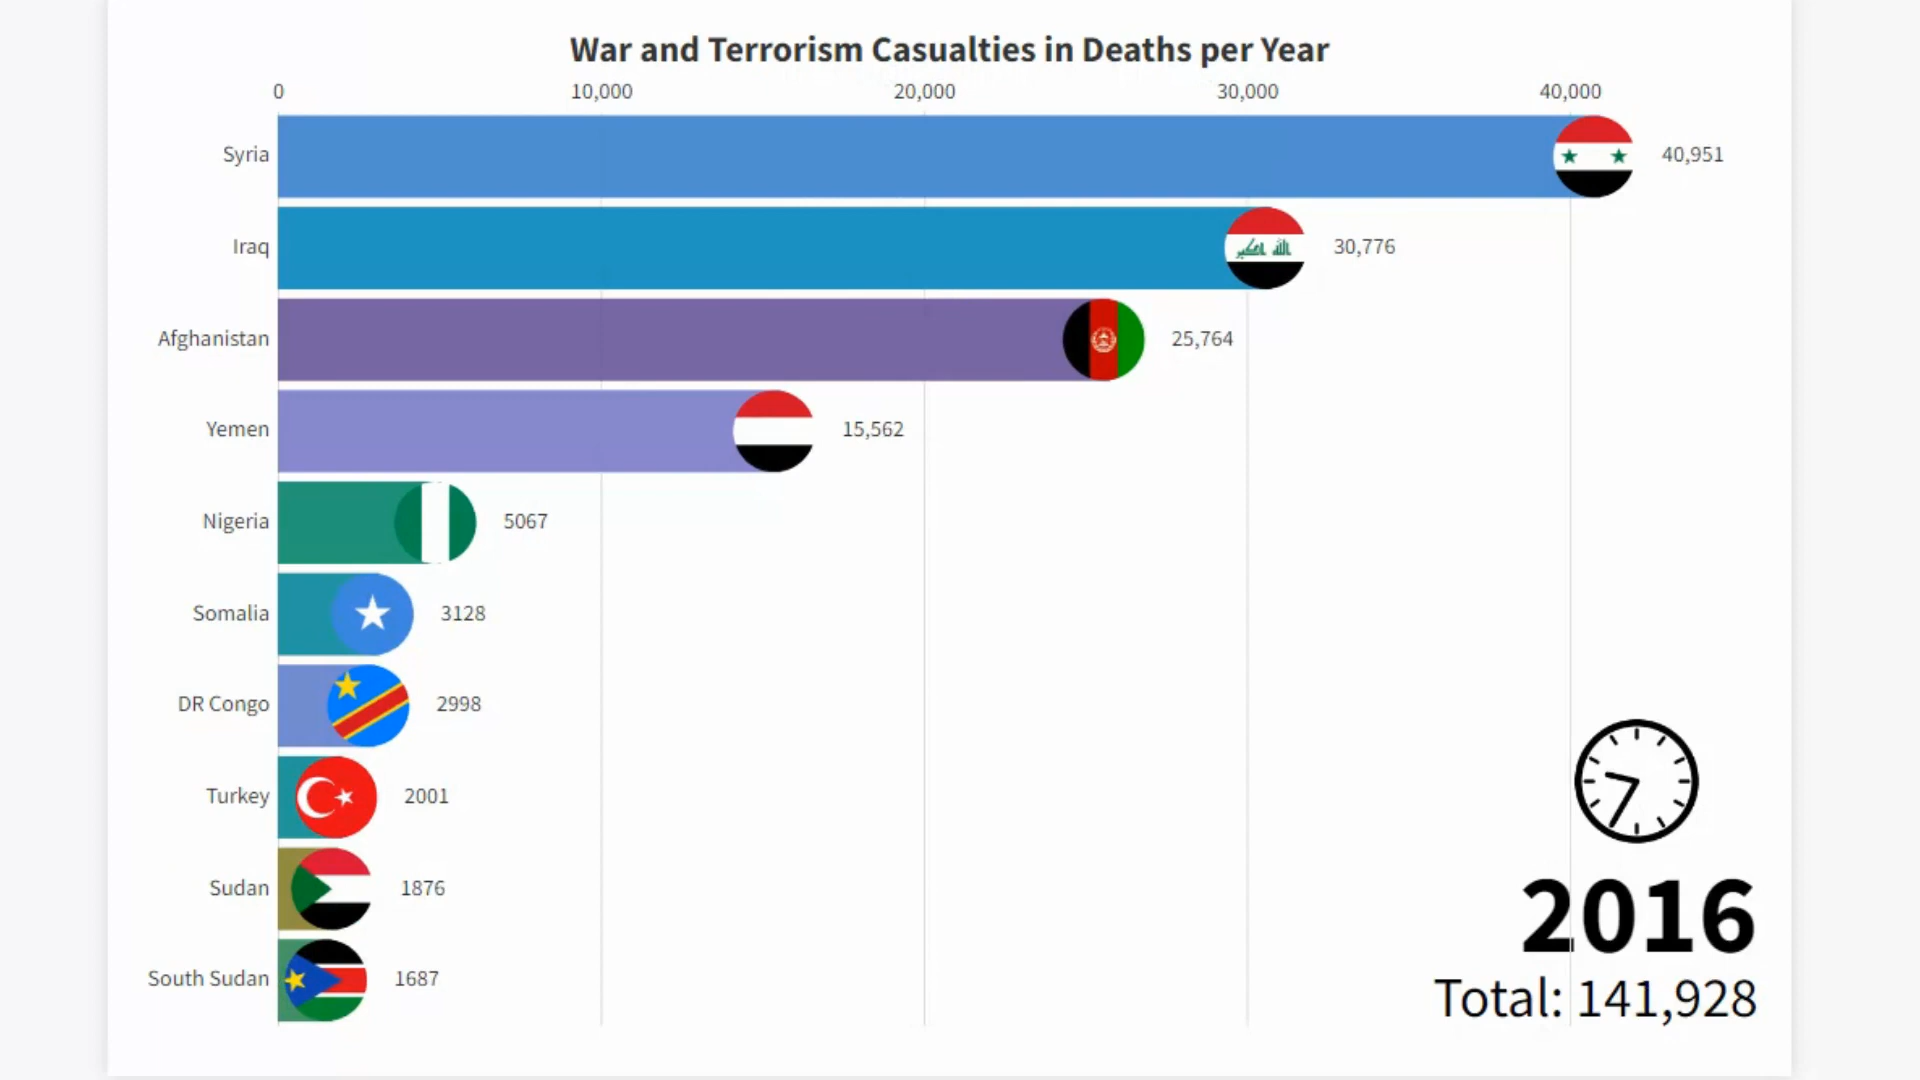 War and Terrorism Casualties in Deaths per Year
0 10,000 20,000 30,000 40,000
Syria 40,951
Iraq 30,776
Afghanistan 25,764
Yemen 15,562
Nigeria 5067
Somalia 3128
DR Congo 2998
Turkey 2001
Sudan 1876
South Sudan 1687
2016
Total: 141,928